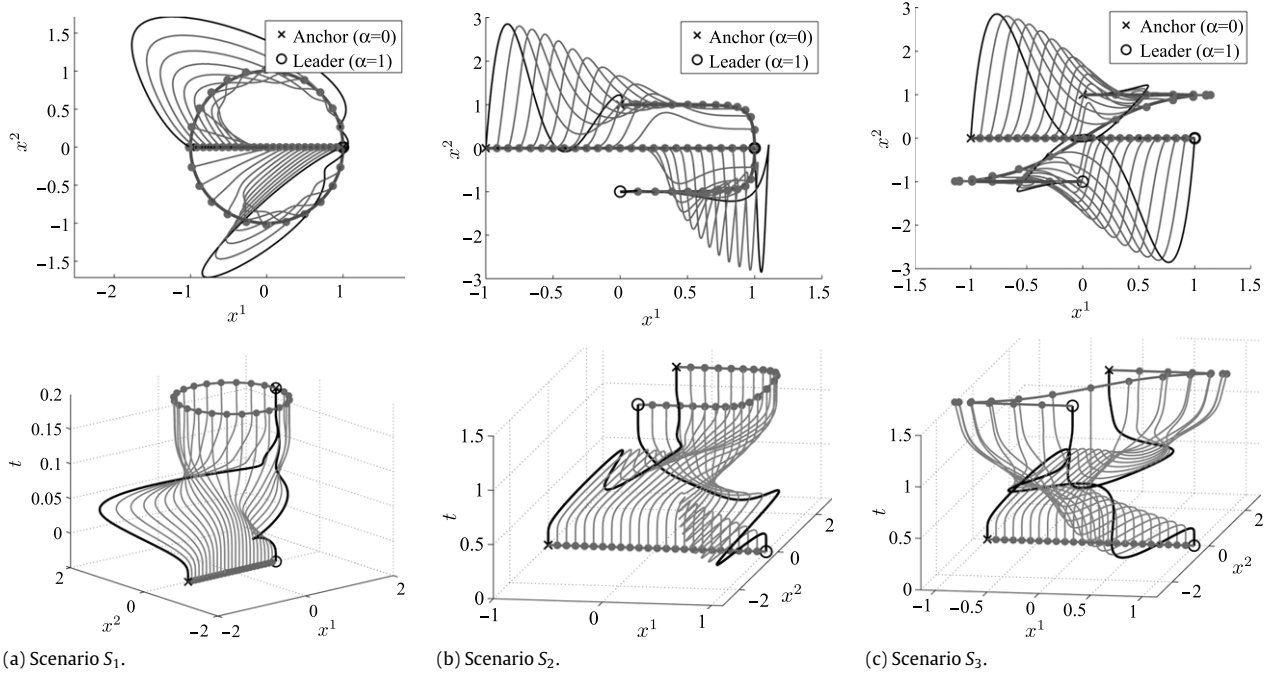 Anchor (α=0)
Leader (α=1)
1.5
1
0.5
0
−0.5
−1
−1.5
x²
−2
−1
0
1
x¹
Anchor (α=0)
Leader (α=1)
3
2
1
0
−1
−2
−3
x²
−1
−0.5
0
0.5
1
1.5
x¹
Anchor (α=0)
Leader (α=1)
3
2
1
0
−1
−2
−3
x²
−1.5
−1
−0.5
0
0.5
1
1.5
x¹
0.2
0.15
0.1
0.05
0
t
2
0
−2
x²
−2
0
2
x¹
1.5
1
0.5
0
t
−1
0
1
x¹
−2
0
2
x²
1.5
1
0.5
0
t
−1
−0.5
0
0.5
1
x¹
−2
0
2
x²
(a) Scenario S₁.
(b) Scenario S₂.
(c) Scenario S₃.